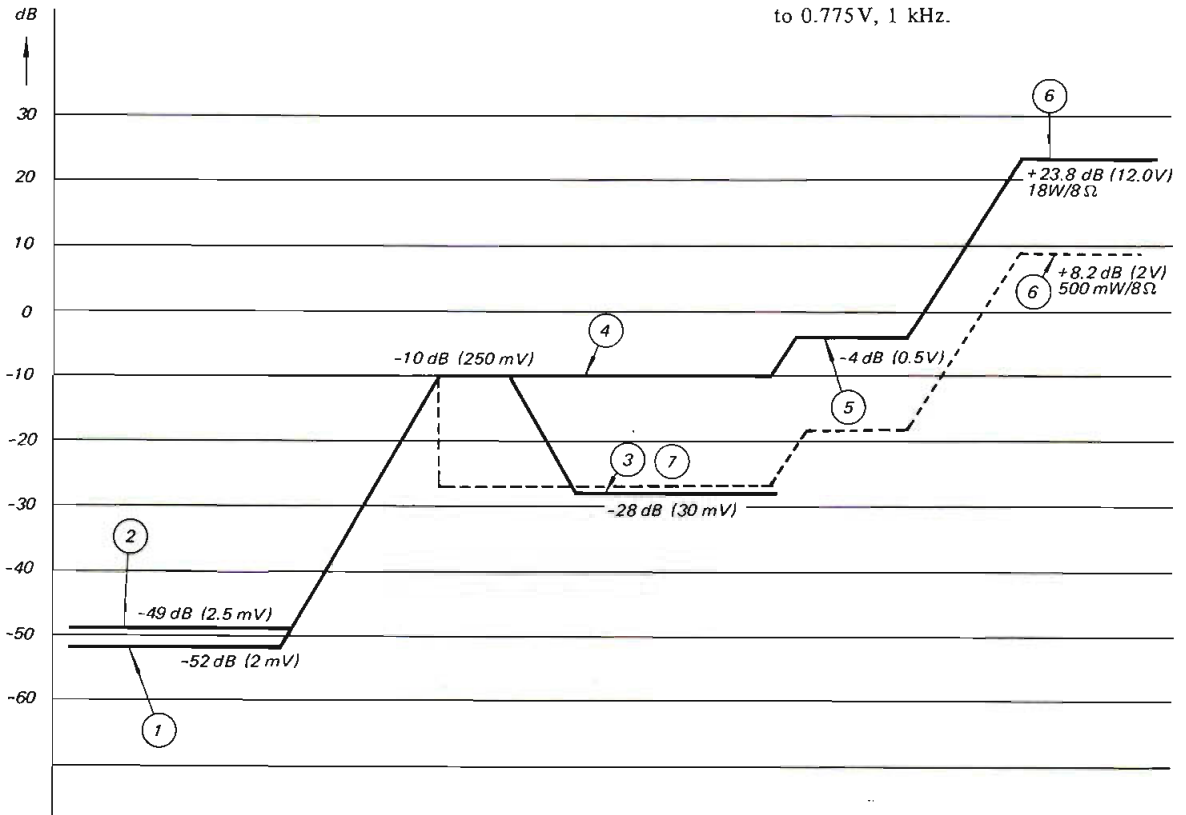 dB
to 0.775V, 1 kHz.
30
20
10
0
-10
-20
-30
-40
-50
-60
6
+23.8 dB (12.0V)
18W/8Ω
+8.2 dB (2V)
500 mW/8Ω
6
4
-10 dB (250 mV)
-4 dB (0.5V)
5
3
7
-28 dB (30 mV)
2
-49 dB (2.5 mV)
-52 dB (2 mV)
1